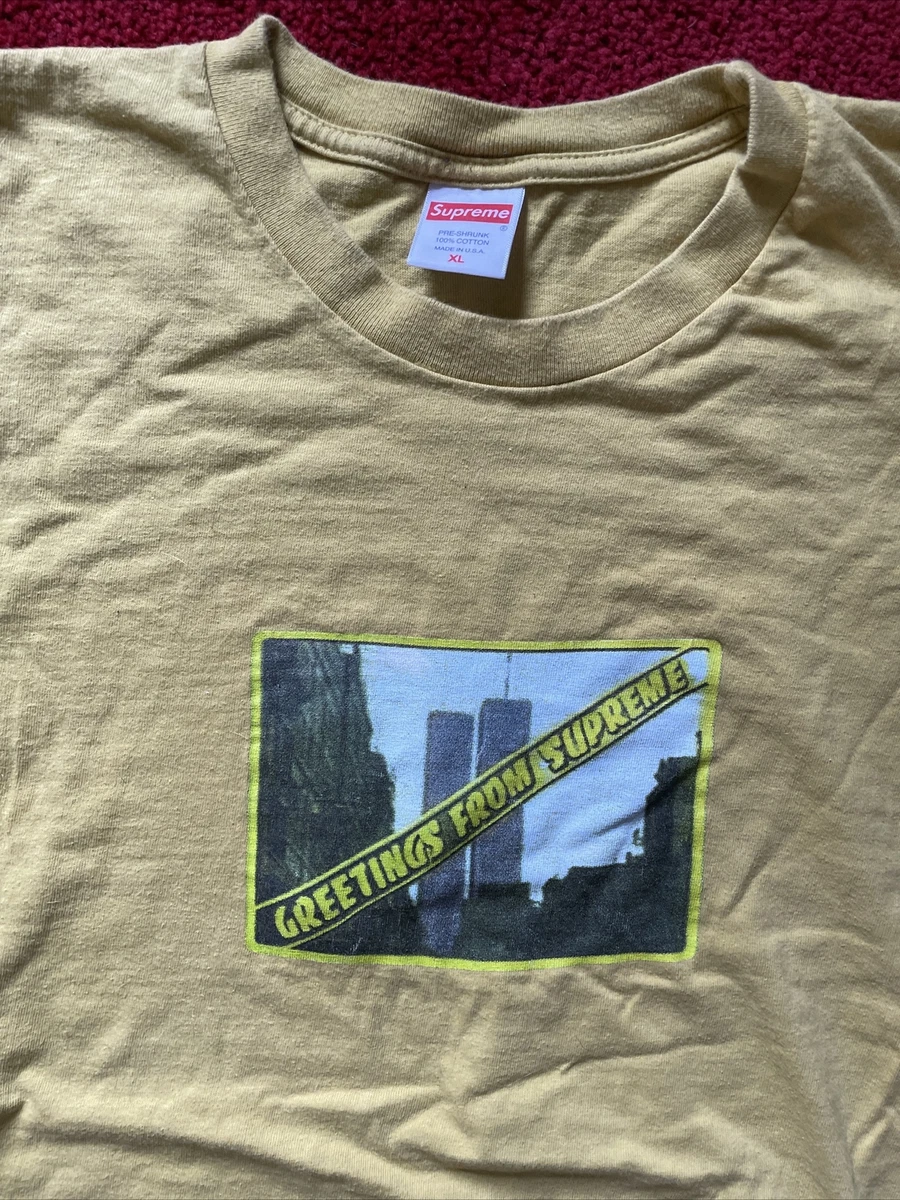 Supreme
®
PRE-SHRUNK
100% COTTON
MADE IN U.S.A.
XL
GREETINGS FROM SUPREME